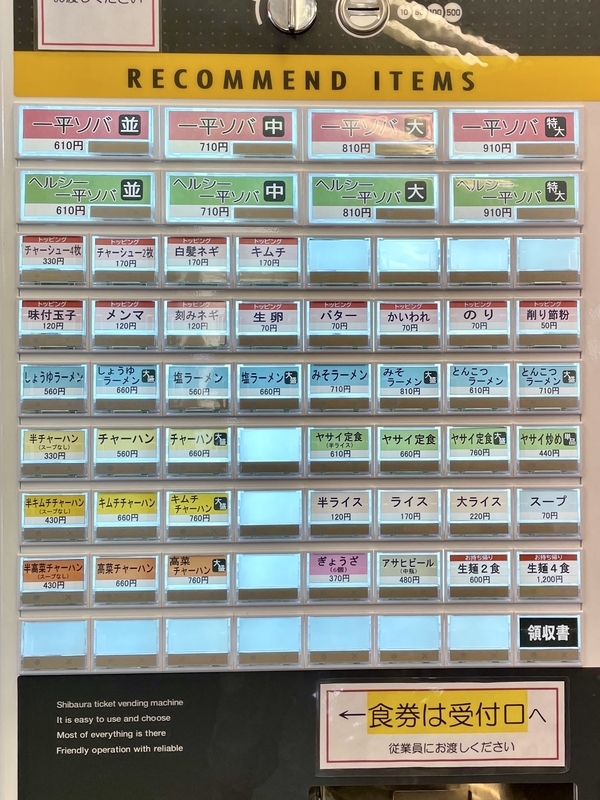 お渡しください
10 50 100 500
RECOMMEND ITEMS
一平ソバ 並 一平ソバ 中 一平ソバ 大 一平ソバ 特大
610円 710円 810円 910円
ヘルシー一平ソバ 並 ヘルシー一平ソバ 中 ヘルシー一平ソバ 大 ヘルシー一平ソバ 特大
610円 710円 810円 910円
トッピング トッピング トッピング トッピング
チャーシュー4枚 チャーシュー2枚 白髪ネギ キムチ
330円 170円 170円 170円
トッピング トッピング トッピング トッピング トッピング トッピング トッピング トッピング
味付玉子 メンマ 刻みネギ 生卵 バター かいわれ のり 削り節粉
120円 120円 120円 70円 70円 70円 70円 50円
しょうゆラーメン しょうゆラーメン 大盛 塩ラーメン 塩ラーメン 大盛 みそラーメン みそラーメン 大盛 とんこつラーメン とんこつラーメン 大盛
560円 660円 560円 660円 710円 810円 610円 710円
半チャーハン チャーハン チャーハン 大盛 ヤサイ定食 ヤサイ定食 ヤサイ定食 大盛 ヤサイ炒め 単品
(スープなし) (半ライス)
330円 560円 660円 610円 660円 760円 440円
半キムチチャーハン キムチチャーハン キムチチャーハン 大盛 半ライス ライス 大ライス スープ
(スープなし)
430円 660円 760円 120円 170円 220円 70円
お持ち帰り お持ち帰り
半高菜チャーハン 高菜チャーハン 高菜チャーハン 大盛 ぎょうざ アサヒビール 生麺2食 生麺4食
(スープなし) (6個) (中瓶)
430円 660円 760円 370円 480円 600円 1,200円
領収書
Shibaura ticket vending machine
It is easy to use and choose
Most of everything is there
Friendly operation with reliable
←食券は受付口へ
従業員にお渡しください